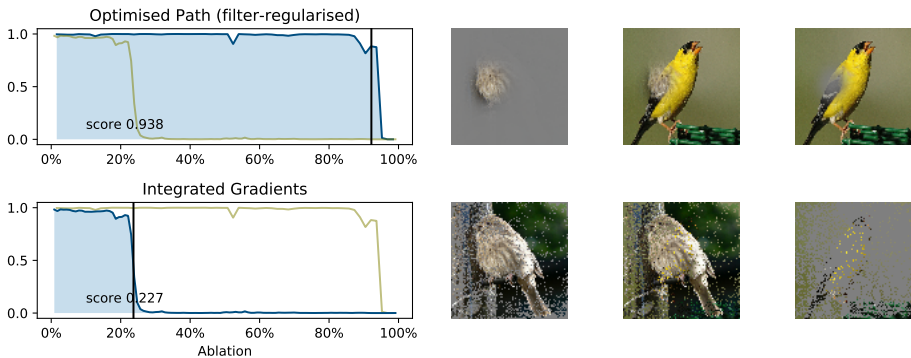 Optimised Path (filter-regularised)
1.0
0.5
0.0
score 0.938
0% 20% 40% 60% 80% 100%
Integrated Gradients
1.0
0.5
0.0
score 0.227
0% 20% 40% 60% 80% 100%
Ablation